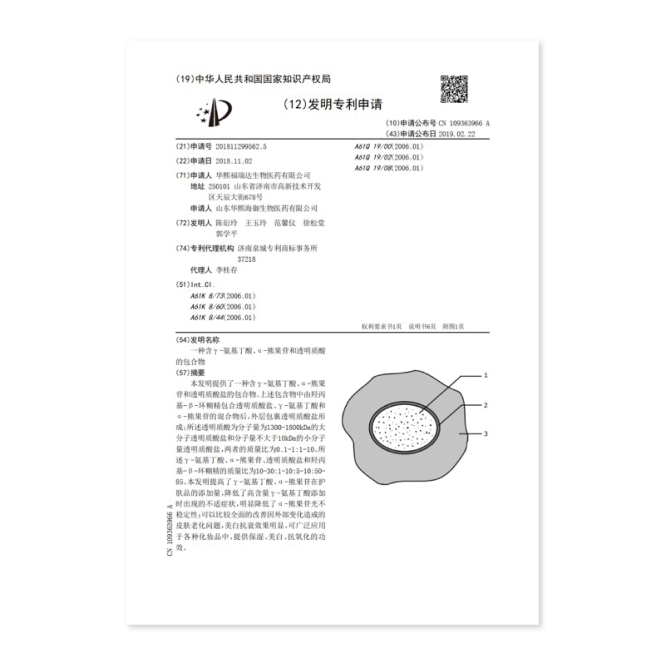 (19)中华人民共和国国家知识产权局
(12)发明专利申请
(10)申请公布号 CN 109363966 A
(43)申请公布日 2019.02.22
(21)申请号 201811299562.5
(22)申请日 2018.11.02
(71)申请人 华熙福瑞达生物医药有限公司
地址 250101 山东省济南市高新技术开发
区天辰大街678号
申请人 山东华熙海御生物医药有限公司
(72)发明人 陈衍玲 王玉玲 范馨仪 徐松堂
郭学平
(74)专利代理机构 济南泉城专利商标事务所
37218
代理人 李桂存
(51)Int.Cl.
A61K 8/73(2006.01)
A61K 8/60(2006.01)
A61K 8/44(2006.01)
A61Q 19/00(2006.01)
A61Q 19/02(2006.01)
A61Q 19/08(2006.01)
权利要求书1页 说明书6页 附图1页
(54)发明名称
一种含γ-氨基丁酸、α-熊果苷和透明质酸
的包合物
(57)摘要
本发明提供了一种含γ-氨基丁酸、α-熊果
苷和透明质酸盐的包合物,上述包含物中由羟丙
基-β-环糊精包合透明质酸盐、γ-氨基丁酸和
α-熊果苷的混合物后,外层包裹透明质酸盐形
成;所述透明质酸为分子量为1300-1800kDa的大
分子透明质酸盐和分子量不大于10kDa的小分子
量透明质酸盐,两者的质量比为0.1-1:1-10,所
述γ-氨基丁酸、α-熊果苷、透明质酸盐和羟丙
基-β-环糊精的质量比为10-30:1-10:5-10:50-
85。本发明提高了γ-氨基丁酸、α-熊果苷在护
肤品的添加量,降低了高含量γ-氨基丁酸添加
时出现的不适症状,明显降低了α-熊果苷光不
稳定性;可以比较全面的改善因外部变化造成的
皮肤老化问题,美白抗衰效果明显,可广泛应用
于各种化妆品中,提供保湿、美白、抗氧化的功
效。
1
2
3
CN 109363966 A